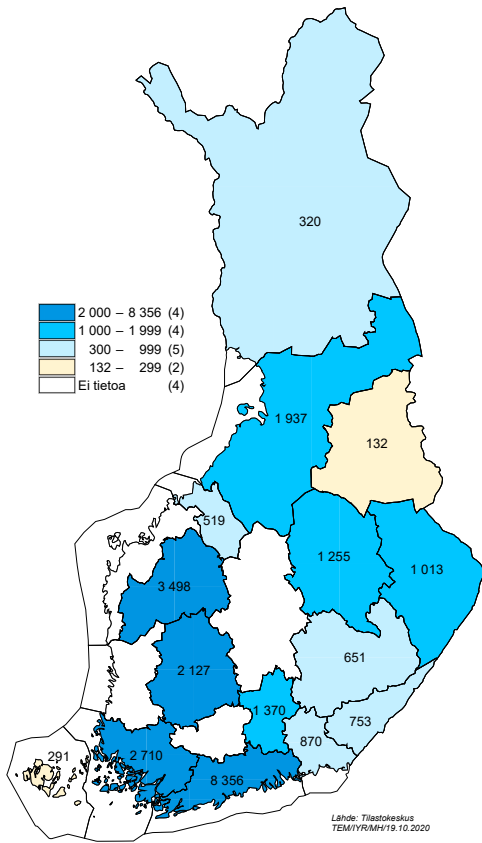 320
2 000 – 8 356 (4)
1 000 – 1 999 (4)
300 – 999 (5)
132 – 299 (2)
Ei tietoa (4)
1 937
132
519
1 255
1 013
3 498
651
2 127
1 370
753
870
291
2 710
8 356
Lähde: Tilastokeskus
TEM/IYR/MH/19.10.2020